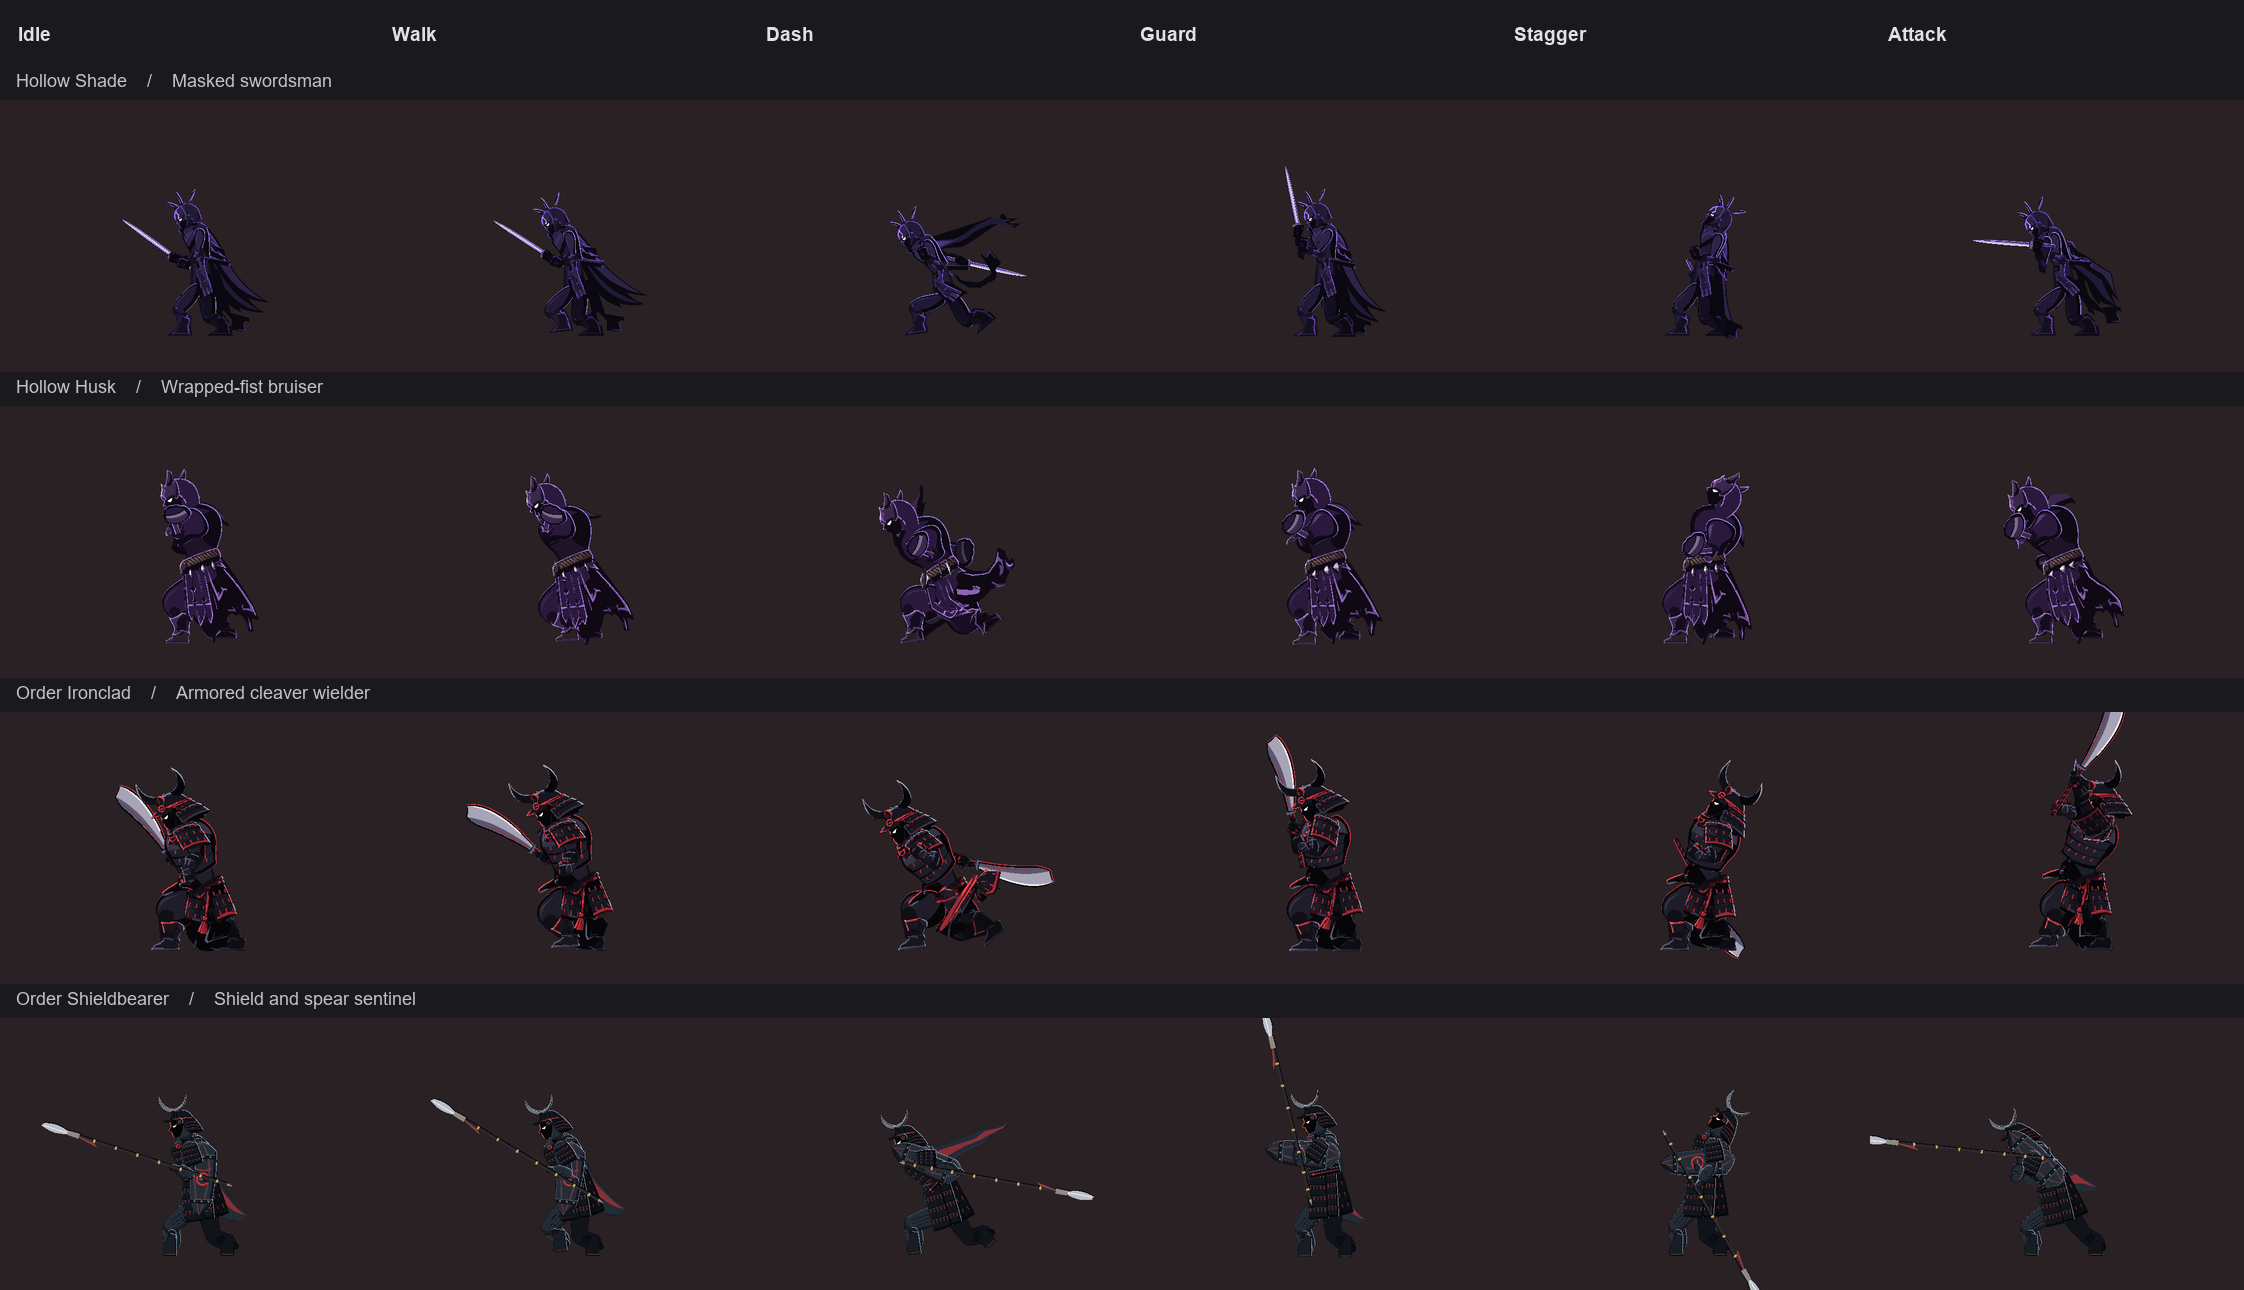 Idle Walk Dash Guard Stagger Attack
Hollow Shade / Masked swordsman
Hollow Husk / Wrapped-fist bruiser
Order Ironclad / Armored cleaver wielder
Order Shieldbearer / Shield and spear sentinel